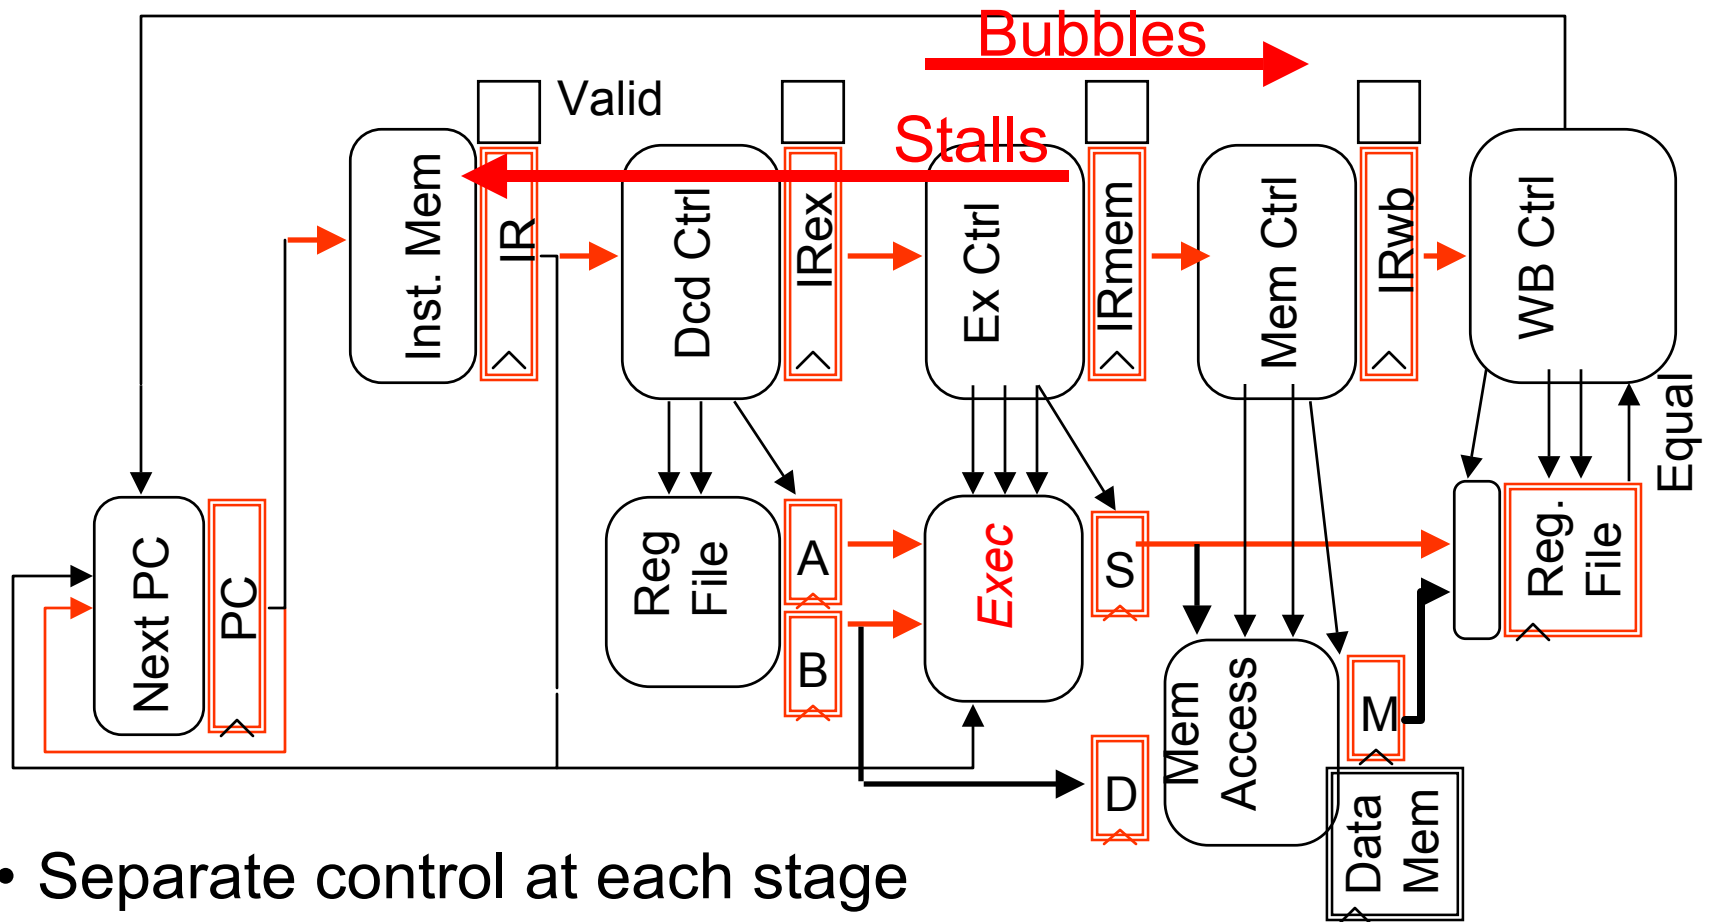 Bubbles
Valid
Stalls
Inst. Mem
IR
Dcd Ctrl
IRex
Ex Ctrl
IRmem
Mem Ctrl
IRwb
WB Ctrl
Equal
Next PC
PC
Reg
File
A
B
Exec
S
D
Mem
Access
M
Data
Mem
Reg.
File
• Separate control at each stage